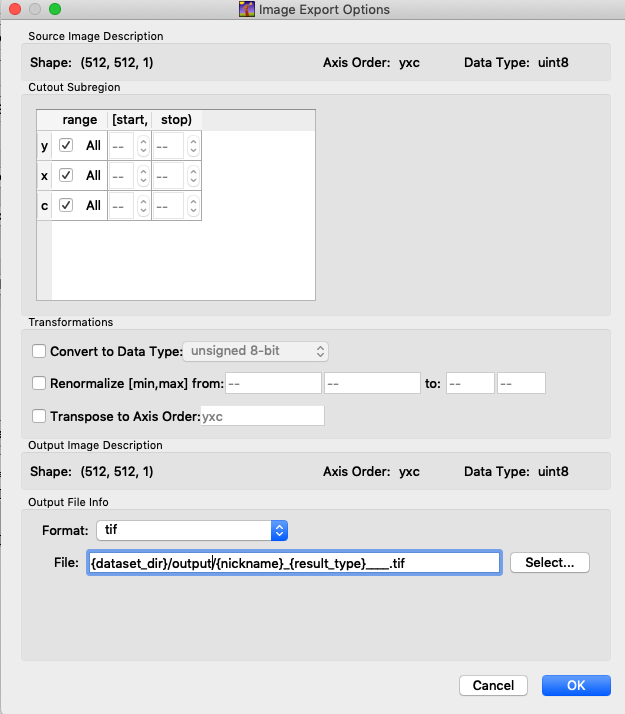 Image Export Options
Source Image Description
Shape: (512, 512, 1) Axis Order: yxc Data Type: uint8
Cutout Subregion
range [start, stop)
y All -- --
x All -- --
c All -- --
Transformations
Convert to Data Type: unsigned 8-bit
Renormalize [min,max] from: -- -- to: -- --
Transpose to Axis Order: yxc
Output Image Description
Shape: (512, 512, 1) Axis Order: yxc Data Type: uint8
Output File Info
Format: tif
File: {dataset_dir}/output/{nickname}_{result_type}____.tif Select...
Cancel OK